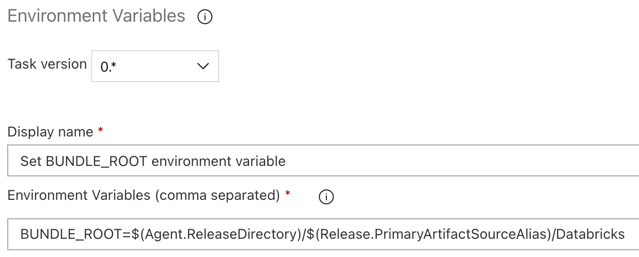 Environment Variables
Task version 0.*
Display name *
Set BUNDLE_ROOT environment variable
Environment Variables (comma separated) *
BUNDLE_ROOT=$(Agent.ReleaseDirectory)/$(Release.PrimaryArtifactSourceAlias)/Databricks